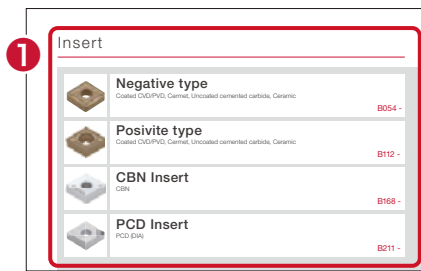 1
Insert
Negative type
Coated CVD/PVD, Cermet, Uncoated cemented carbide, Ceramic
B054 -
Posivite type
Coated CVD/PVD, Cermet, Uncoated cemented carbide, Ceramic
B112 -
CBN Insert
CBN
B168 -
PCD Insert
PCD (DIA)
B211 -